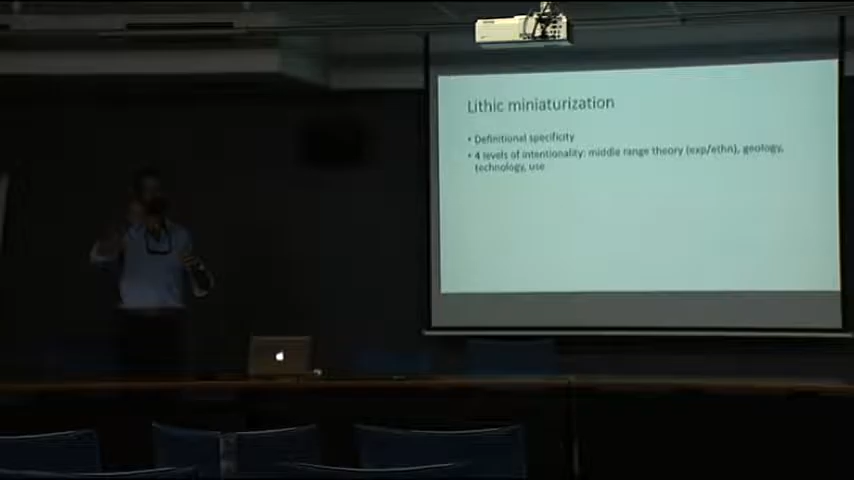 Lithic miniaturization
• Definitional specificity
• 4 levels of intentionality: middle range theory (exp/ethn), geology,
technology, use